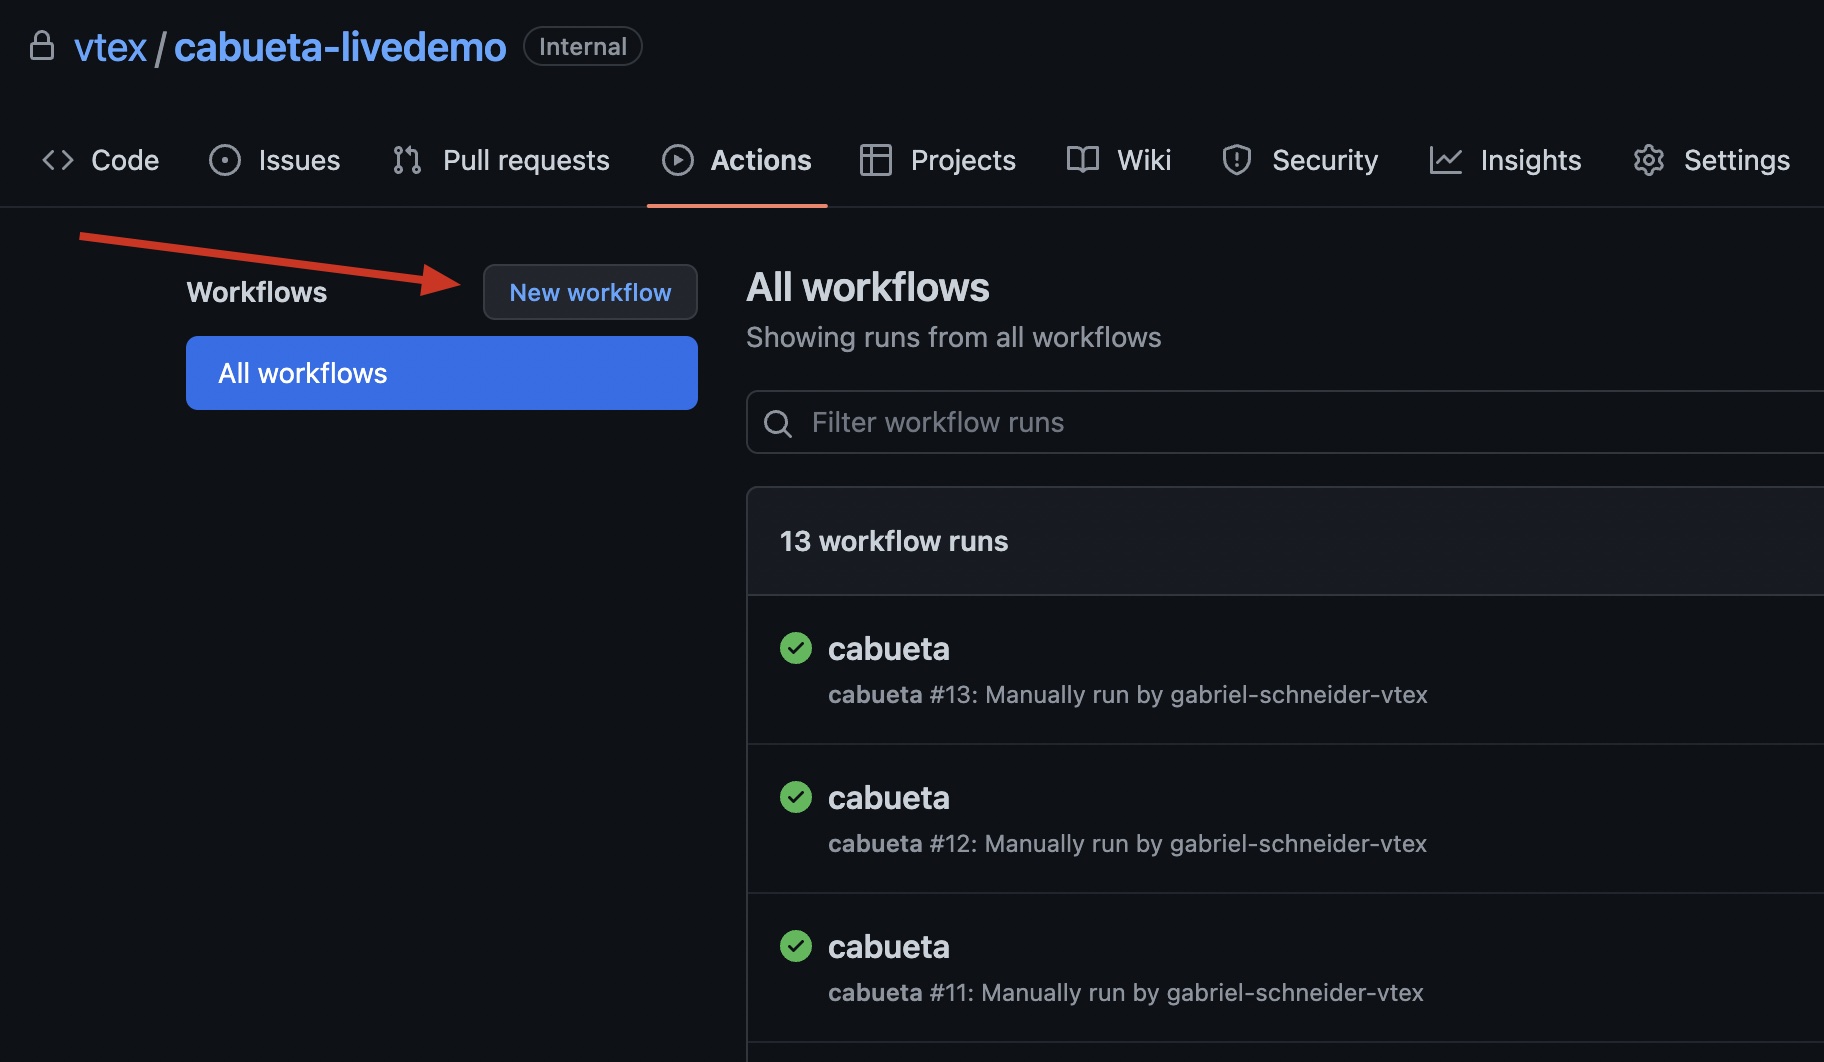 vtex / cabueta-livedemo Internal
Code Issues Pull requests Actions Projects Wiki Security Insights Settings
Workflows
New workflow
All workflows
All workflows
Showing runs from all workflows
Filter workflow runs
13 workflow runs
cabueta
cabueta #13: Manually run by gabriel-schneider-vtex
cabueta
cabueta #12: Manually run by gabriel-schneider-vtex
cabueta
cabueta #11: Manually run by gabriel-schneider-vtex